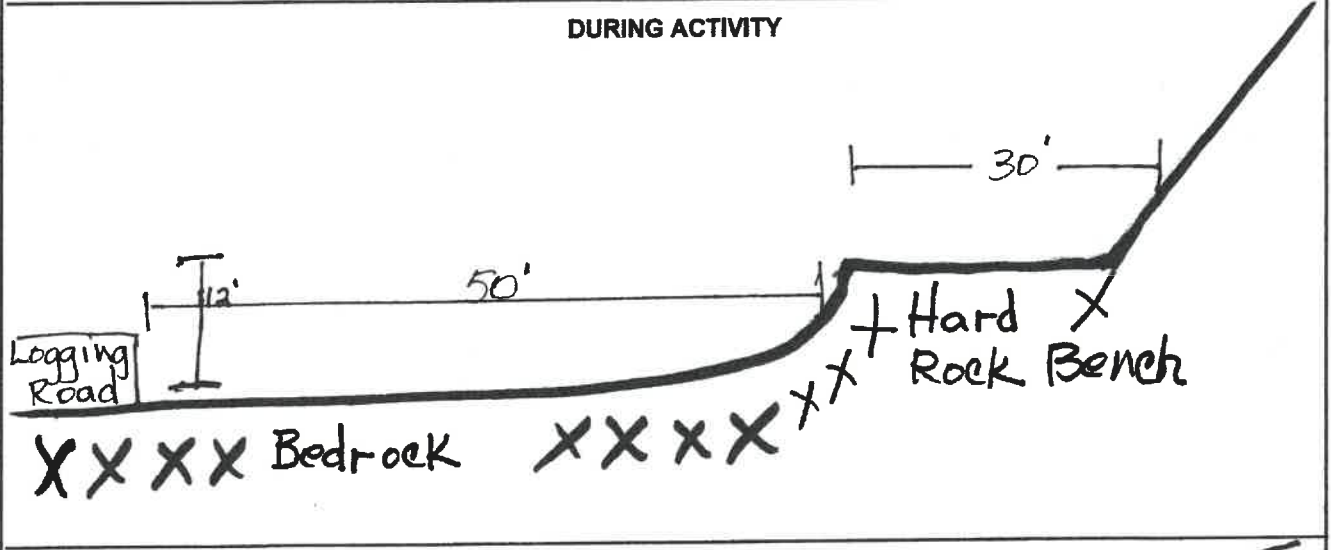 DURING ACTIVITY
30'
12'
50'
Logging
Road
Hard
Rock Bench
Bedrock